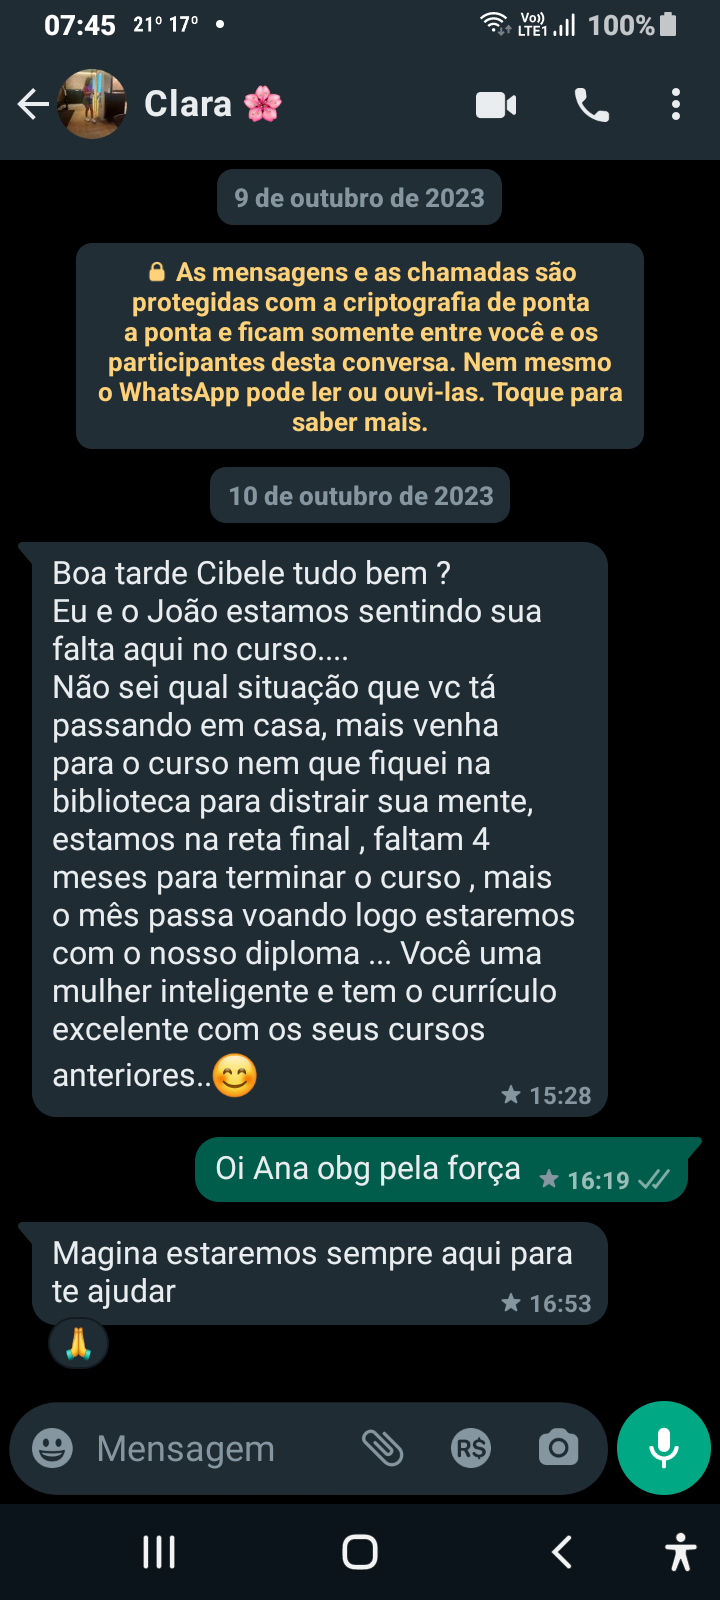 07:45 21° 17° •
Vo))
LTE1
100%
Clara
9 de outubro de 2023
As mensagens e as chamadas são
protegidas com a criptografia de ponta
a ponta e ficam somente entre você e os
participantes desta conversa. Nem mesmo
o WhatsApp pode ler ou ouvi-las. Toque para
saber mais.
10 de outubro de 2023
Boa tarde Cibele tudo bem ?
Eu e o João estamos sentindo sua
falta aqui no curso....
Não sei qual situação que vc tá
passando em casa, mais venha
para o curso nem que fiquei na
biblioteca para distrair sua mente,
estamos na reta final , faltam 4
meses para terminar o curso , mais
o mês passa voando logo estaremos
com o nosso diploma ... Você uma
mulher inteligente e tem o currículo
excelente com os seus cursos
anteriores..😊
15:28
Oi Ana obg pela força
16:19
Magina estaremos sempre aqui para
te ajudar
16:53
Mensagem
R$